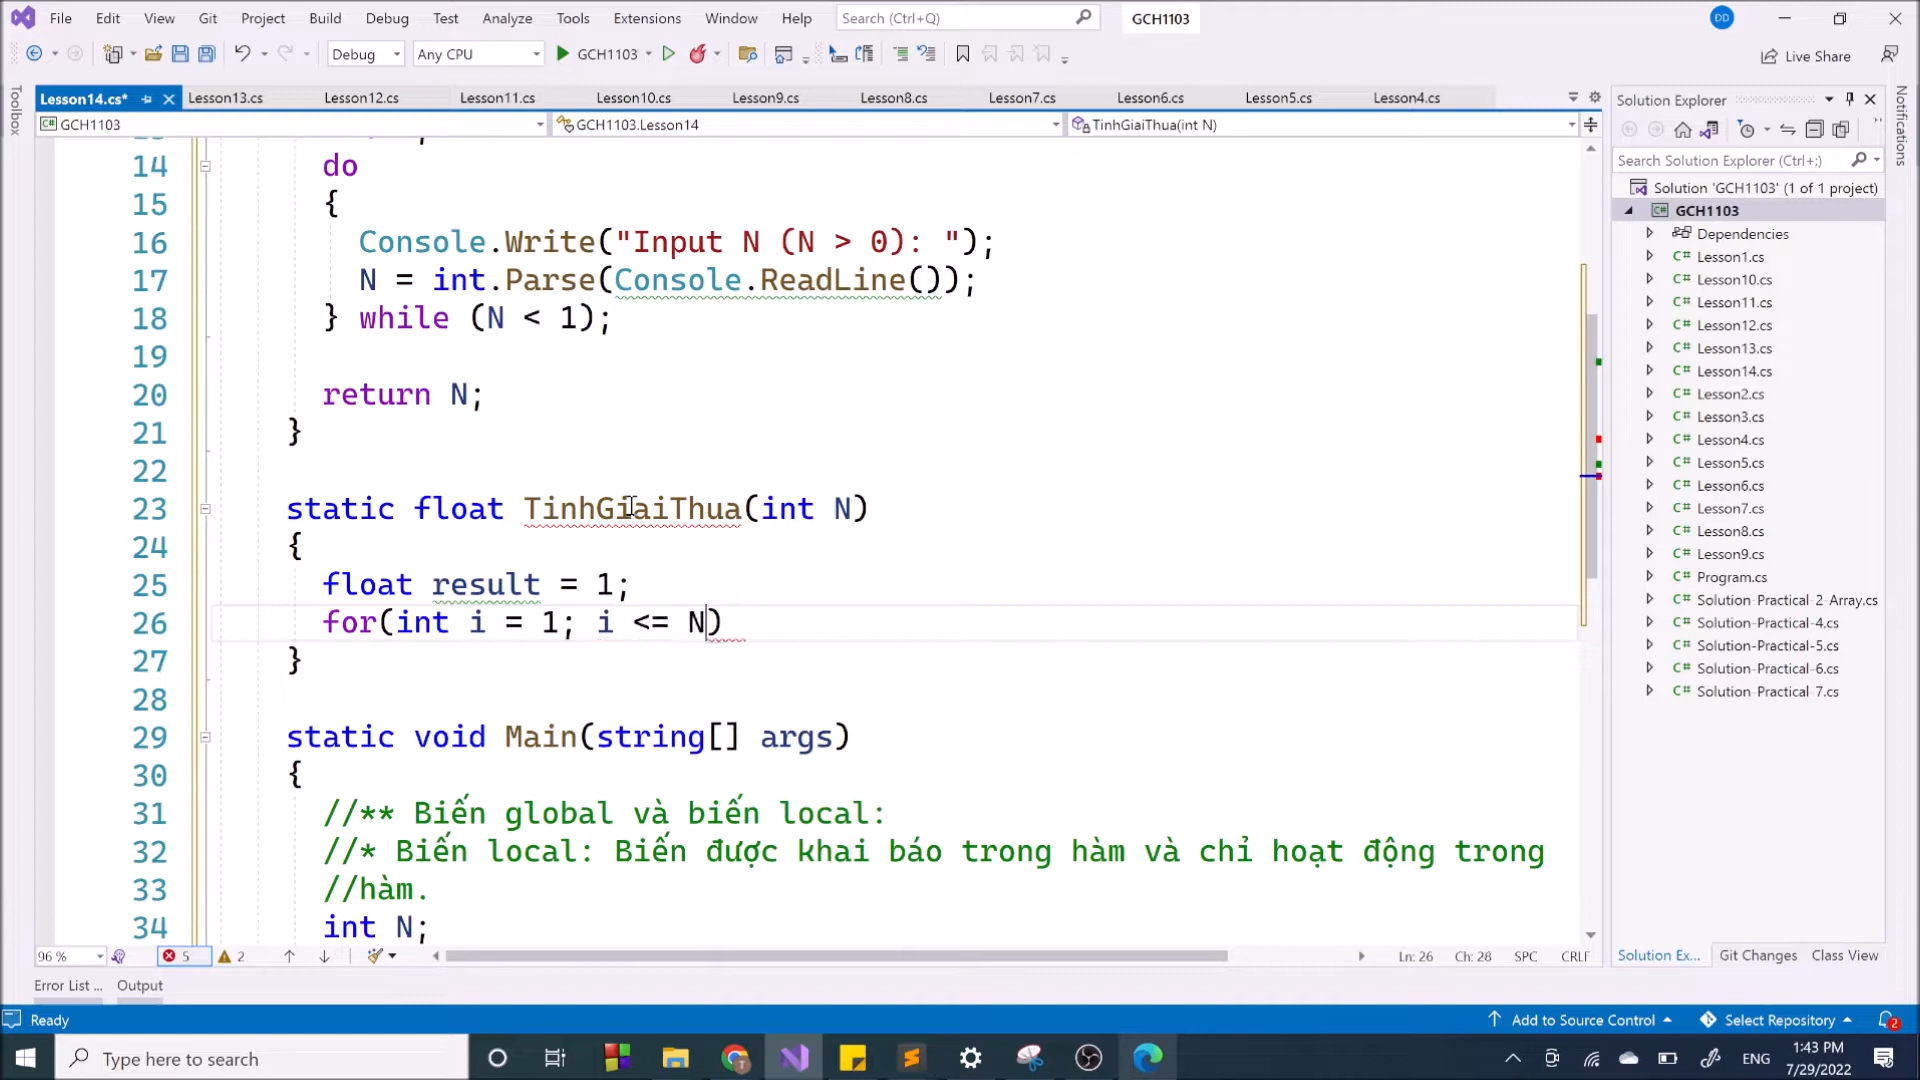 File Edit View Git Project Build Debug Test Analyze Tools Extensions Window Help Search (Ctrl+Q) GCH1103 ĐD
Debug Any CPU GCH1103 Live Share
Toolbox
Lesson14.cs* Lesson13.cs Lesson12.cs Lesson11.cs Lesson10.cs Lesson9.cs Lesson8.cs Lesson7.cs Lesson6.cs Lesson5.cs Lesson4.cs
GCH1103 GCH1103.Lesson14 TinhGiaiThua(int N)
14 do
15 {
16 Console.Write("Input N (N > 0): ");
17 N = int.Parse(Console.ReadLine());
18 } while (N < 1);
19
20 return N;
21 }
22
23 static float TinhGiaiThua(int N)
24 {
25 float result = 1;
26 for(int i = 1; i <= N)
27 }
28
29 static void Main(string[] args)
30 {
31 //** Biến global và biến local:
32 //* Biến local: Biến được khai báo trong hàm và chỉ hoạt động trong
33 //hàm.
34 int N;
96 % 5 2 Ln: 26 Ch: 28 SPC CRLF
Solution Explorer
Search Solution Explorer (Ctrl+;)
Solution 'GCH1103' (1 of 1 project)
C# GCH1103
Dependencies
C# Lesson1.cs
C# Lesson10.cs
C# Lesson11.cs
C# Lesson12.cs
C# Lesson13.cs
C# Lesson14.cs
C# Lesson2.cs
C# Lesson3.cs
C# Lesson4.cs
C# Lesson5.cs
C# Lesson6.cs
C# Lesson7.cs
C# Lesson8.cs
C# Lesson9.cs
C# Program.cs
C# Solution-Practical-2-Array.cs
C# Solution-Practical-4.cs
C# Solution-Practical-5.cs
C# Solution-Practical-6.cs
C# Solution-Practical-7.cs
Solution Ex... Git Changes Class View
Notifications
Error List ... Output
Ready Add to Source Control Select Repository 2
Type here to search ENG 1:43 PM
7/29/2022